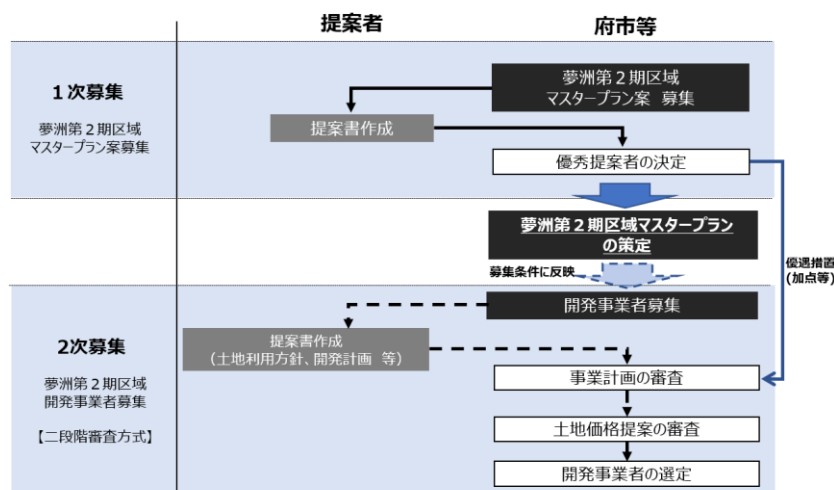 提案者
府市等
1次募集
夢洲第2期区域
マスタープラン案募集
夢洲第2期区域
マスタープラン案 募集
提案書作成
優秀提案者の決定
夢洲第2期区域マスタープラン
の策定
募集条件に反映
優遇措置
(加点等)
2次募集
夢洲第2期区域
開発事業者募集
【二段階審査方式】
開発事業者募集
提案書作成
(土地利用方針、開発計画 等)
事業計画の審査
土地価格提案の審査
開発事業者の選定